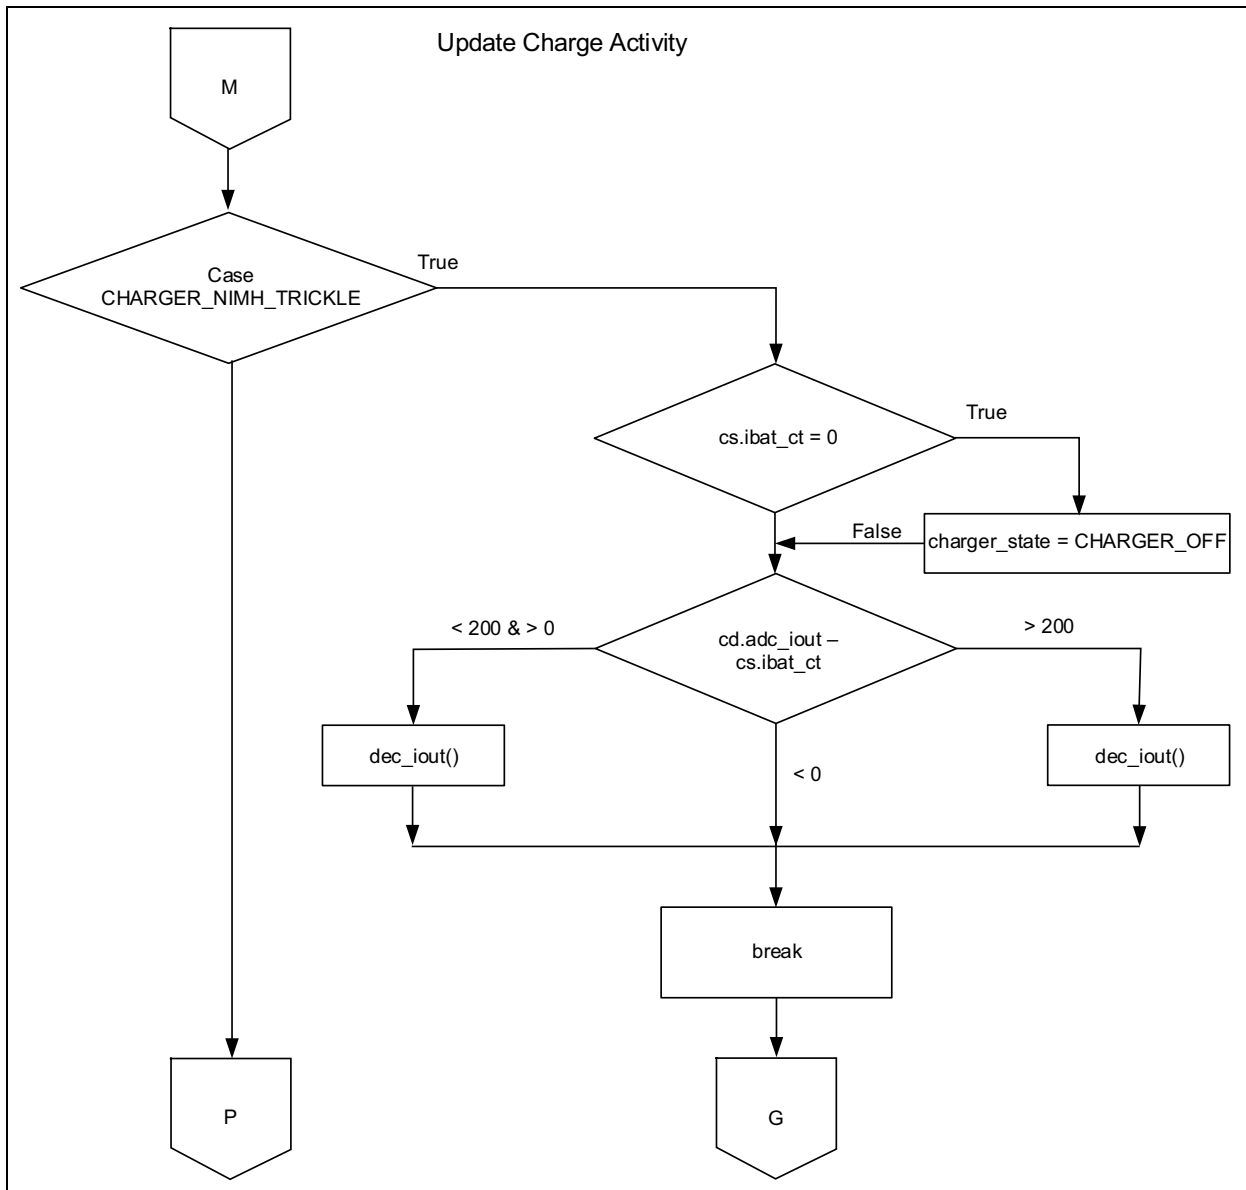 Update Charge Activity
M
Case
CHARGER_NIMH_TRICKLE
True
cs.ibat_ct = 0
True
False
charger_state = CHARGER_OFF
cd.adc_iout –
cs.ibat_ct
< 200 & > 0
> 200
dec_iout()
< 0
dec_iout()
break
P
G